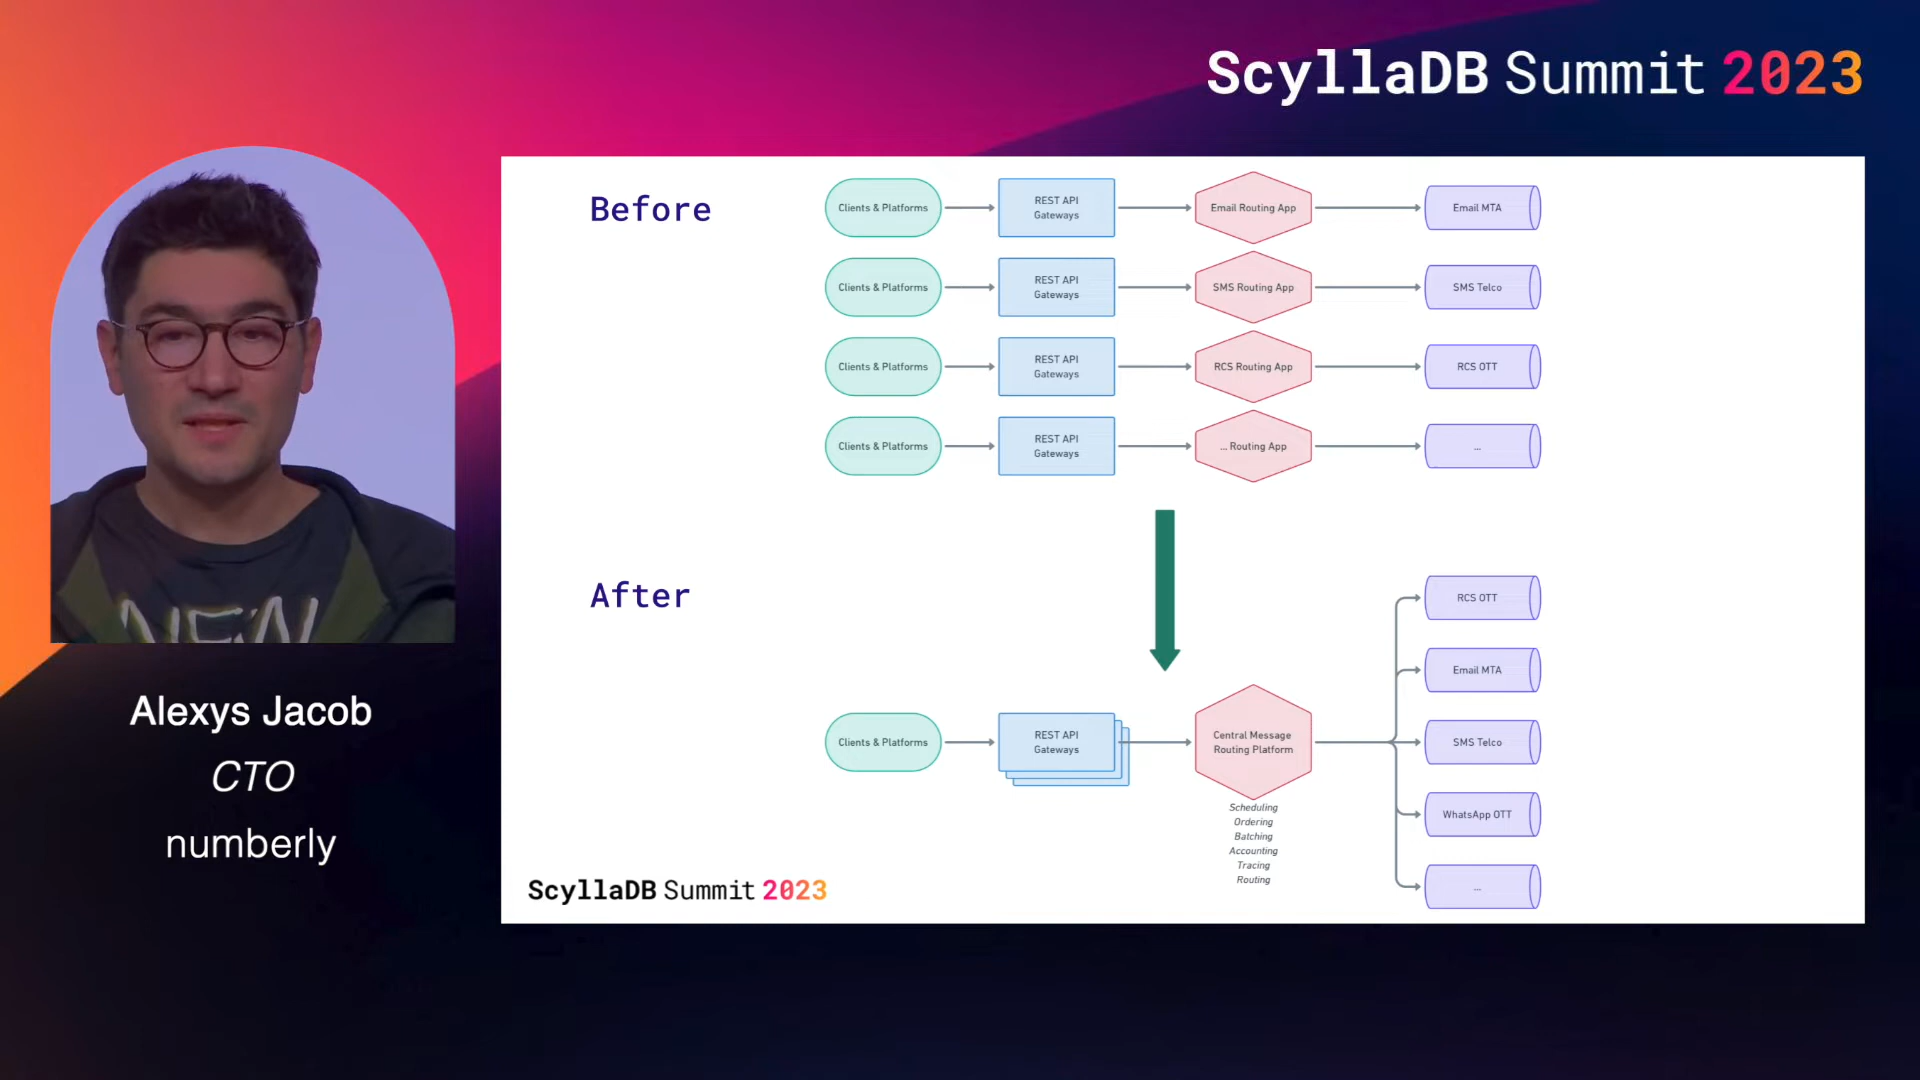 ScyllaDB Summit 2023
Before
Clients & Platforms
REST API
Gateways
Email Routing App
Email MTA
Clients & Platforms
REST API
Gateways
SMS Routing App
SMS Telco
Clients & Platforms
REST API
Gateways
RCS Routing App
RCS OTT
Clients & Platforms
REST API
Gateways
... Routing App
...
After
Clients & Platforms
REST API
Gateways
Central Message
Routing Platform
Scheduling
Ordering
Batching
Accounting
Tracing
Routing
RCS OTT
Email MTA
SMS Telco
WhatsApp OTT
...
ScyllaDB Summit 2023
NEW
Alexys Jacob
CTO
numberly